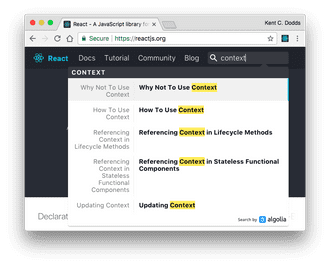 React - A JavaScript library f
Kent C. Dodds
Secure https://reactjs.org
React Docs Tutorial Community Blog context
CONTEXT
Why Not To Use Context
Why Not To Use Context
How To Use Context
How To Use Context
Referencing Context in Lifecycle Methods
Referencing Context in Lifecycle Methods
Referencing Context in Stateless Functional Components
Referencing Context in Stateless Functional Components
Updating Context
Updating Context
Search by algolia
Declarat